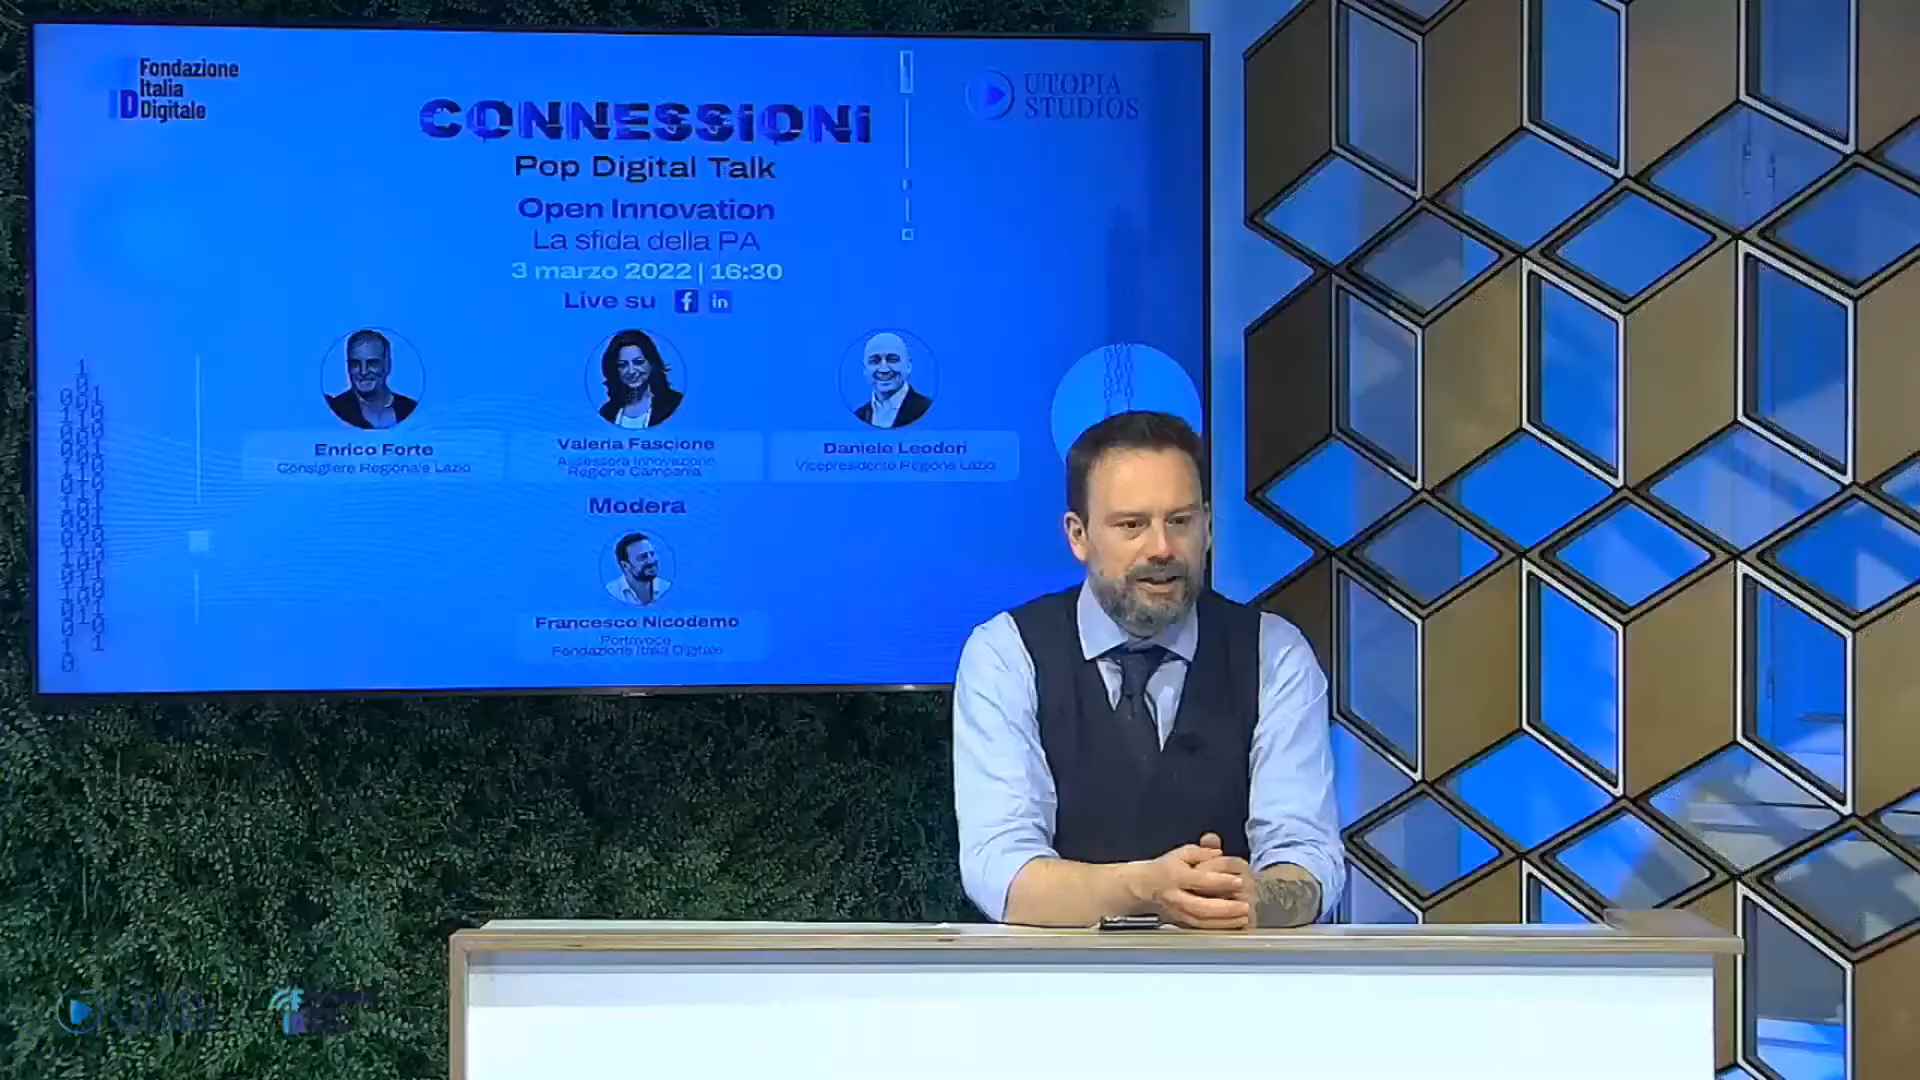 Fondazione
Italia
Digitale
ID
UTOPIA
STUDIOS
CONNESSIONI
Pop Digital Talk
Open Innovation
La sfida della PA
3 marzo 2022 | 16:30
Live su f in
Enrico Forte
Consigliere Regionale Lazio
Valeria Fascione
Assessora Innovazione
Regione Campania
Daniele Leodori
Vicepresidente Regione Lazio
Modera
Francesco Nicodemo
Portavoce
Fondazione Italia Digitale